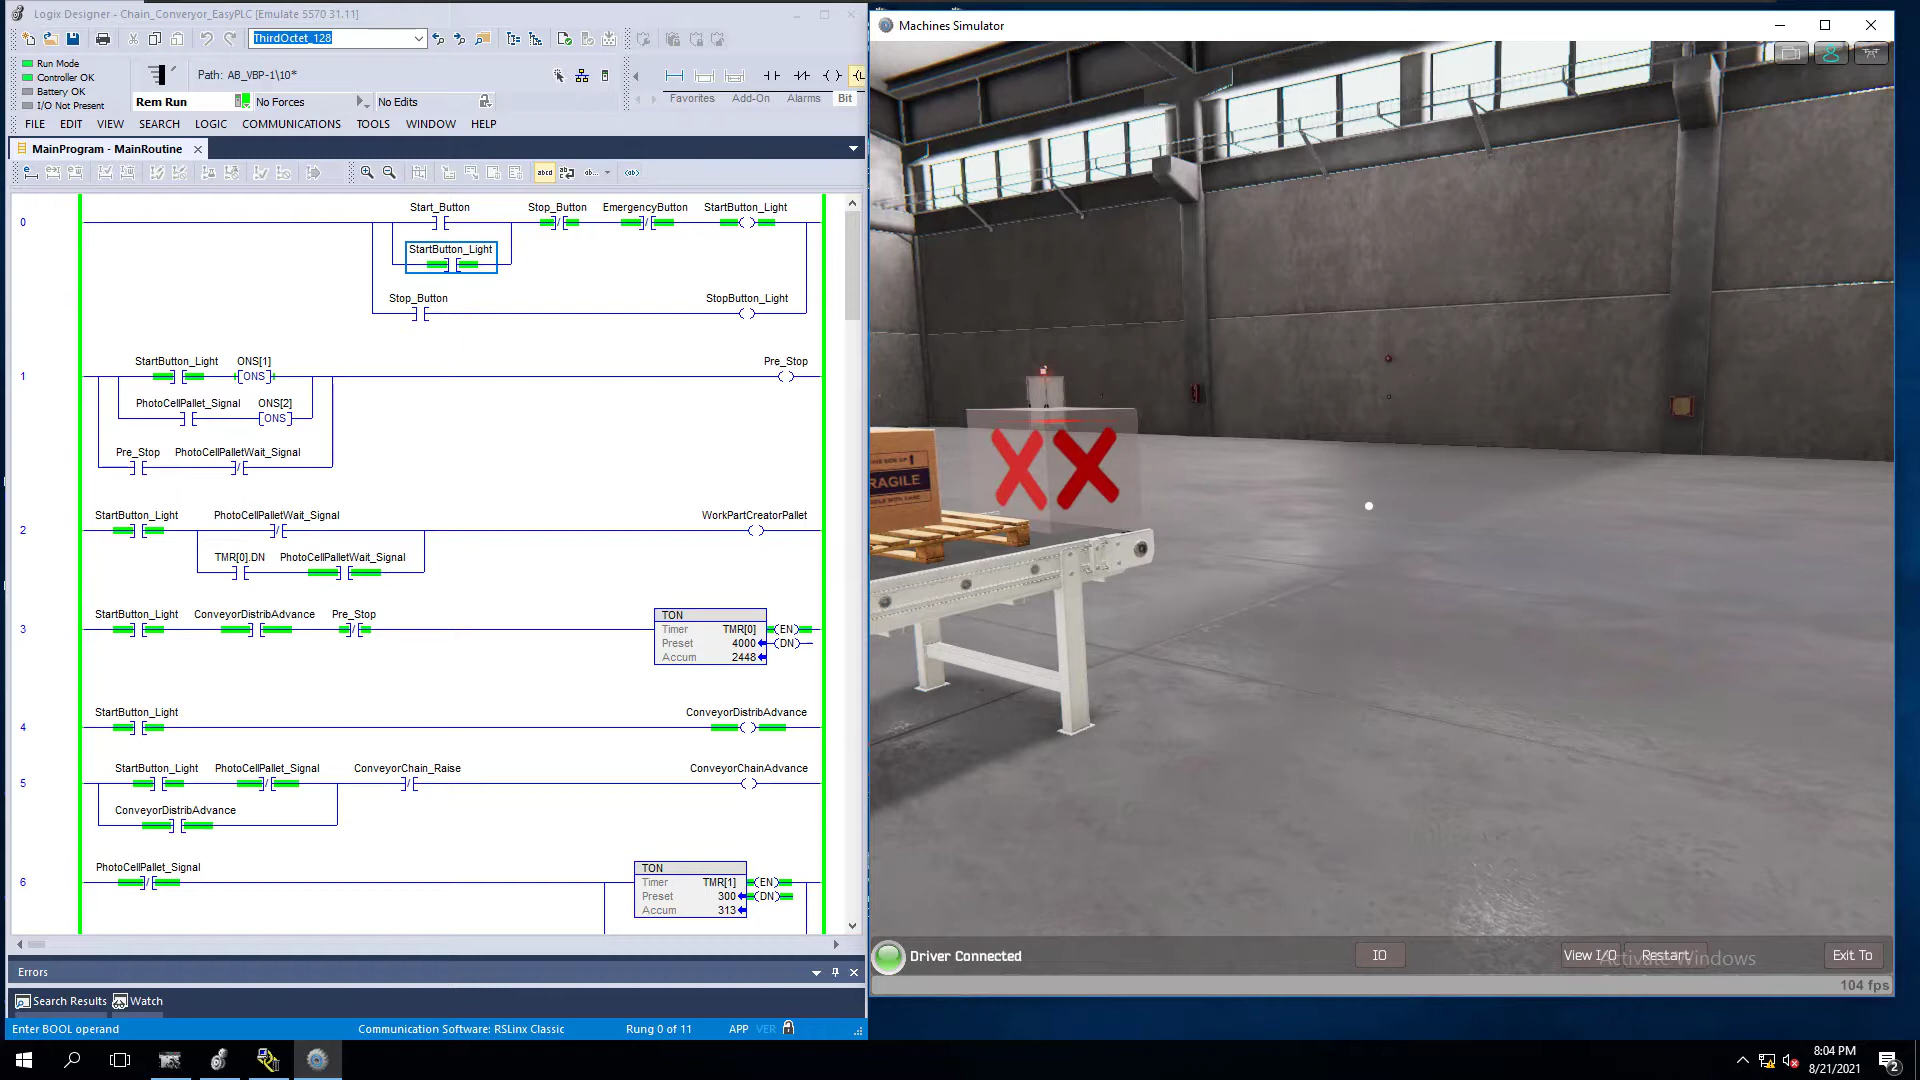 Logix Designer - Chain_Converyor_EasyPLC [Emulate 5570 31.11]
ThirdOctet_128
Run Mode
Controller OK
Battery OK
I/O Not Present
Path: AB_VBP-1\10*
Rem Run
No Forces
No Edits
Favorites Add-On Alarms Bit
FILE EDIT VIEW SEARCH LOGIC COMMUNICATIONS TOOLS WINDOW HELP
MainProgram - MainRoutine
0
Start_Button Stop_Button EmergencyButton StartButton_Light
StartButton_Light
Stop_Button StopButton_Light
1
StartButton_Light ONS[1] Pre_Stop
ONS
PhotoCellPallet_Signal ONS[2]
ONS
Pre_Stop PhotoCellPalletWait_Signal
2
StartButton_Light PhotoCellPalletWait_Signal WorkPartCreatorPallet
TMR[0].DN PhotoCellPalletWait_Signal
3
StartButton_Light ConveyorDistribAdvance Pre_Stop
TON
Timer TMR[0] EN
Preset 4000 DN
Accum 2448
4
StartButton_Light ConveyorDistribAdvance
5
StartButton_Light PhotoCellPallet_Signal ConveyorChain_Raise ConveyorChainAdvance
ConveyorDistribAdvance
6
PhotoCellPallet_Signal
TON
Timer TMR[1] EN
Preset 300 DN
Accum 313
Errors
Search Results Watch
Enter BOOL operand
Communication Software: RSLinx Classic
Rung 0 of 11
APP VER
Machines Simulator
RAGILE
Driver Connected
IO
View I/O
Restart
Exit To
Activate Windows
104 fps
8:04 PM
8/21/2021
2